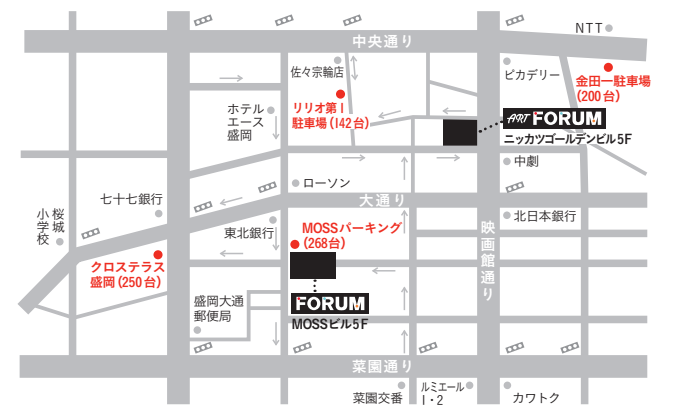 NTT
中央通り
佐々宗輪店
ピカデリー
金田一駐車場
(200台)
リリオ第1
駐車場(142台)
ホテル
エース
盛岡
ART FORUM
ニッカツゴールデンビル5F
中劇
ローソン
七十七銀行
大通り
桜城
小学校
東北銀行
MOSSパーキング
(268台)
北日本銀行
映画館通り
クロステラス
盛岡(250台)
盛岡大通
郵便局
FORUM
MOSSビル5F
菜園通り
菜園交番
ルミエール
1・2
カワトク